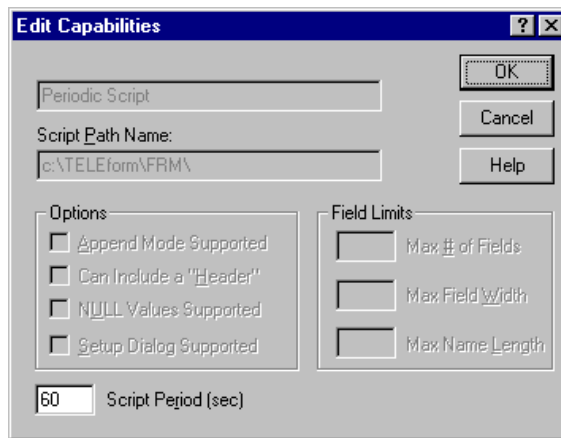 Edit Capabilities
Periodic Script
OK
Script Path Name:
Cancel
c:\TELEform\FRM\
Help
Options
Field Limits
Append Mode Supported
Max # of Fields
Can Include a "Header"
Max Field Width
NULL Values Supported
Max Name Length
Setup Dialog Supported
60 Script Period (sec)